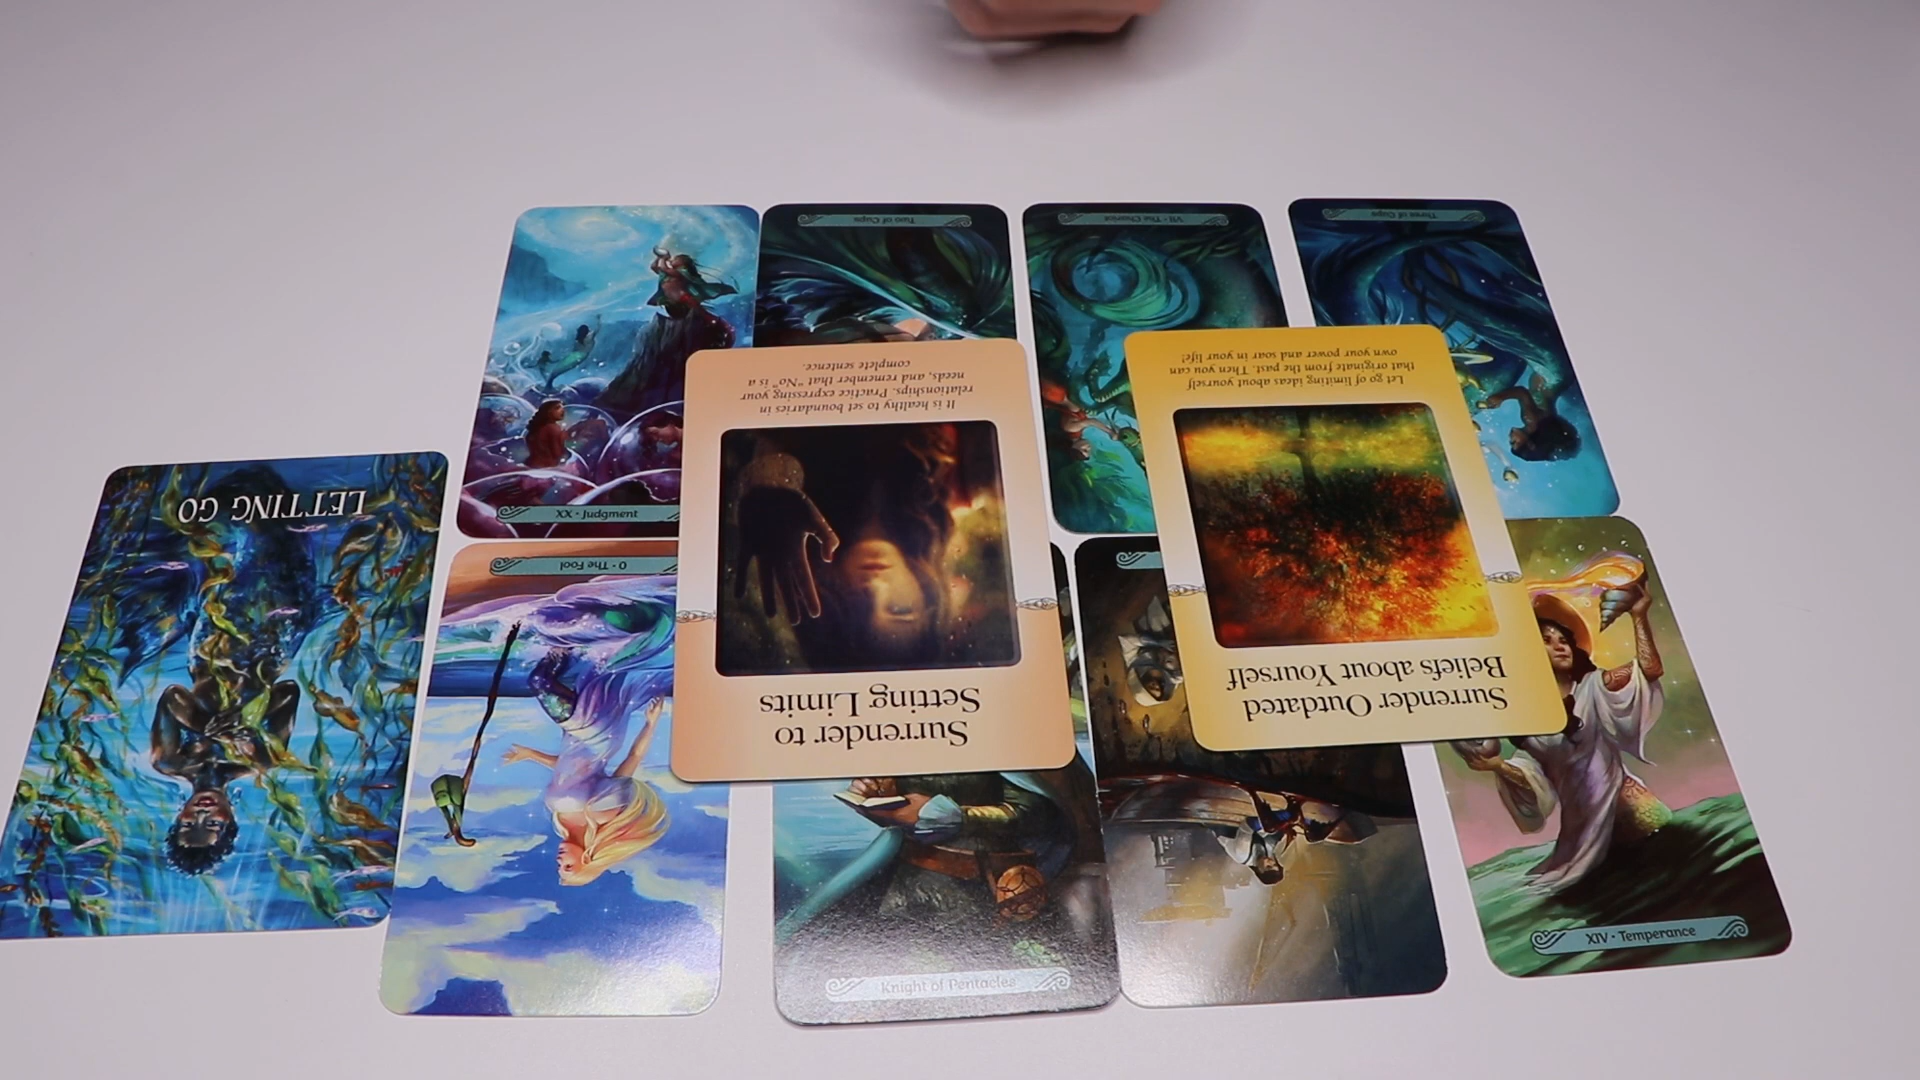 XX · Judgment
Two of Cups
VII · The Chariot
Three of Cups
LETTING GO
0 · The Fool
Surrender to
Setting Limits
It is healthy to set boundaries in
relationships. Practice expressing your
needs, and remember that "No" is a
complete sentence.
Surrender Outdated
Beliefs about Yourself
Let go of limiting ideas about yourself
that originate from the past. Then you can
own your power and soar in your life!
Knight of Pentacles
XIV · Temperance